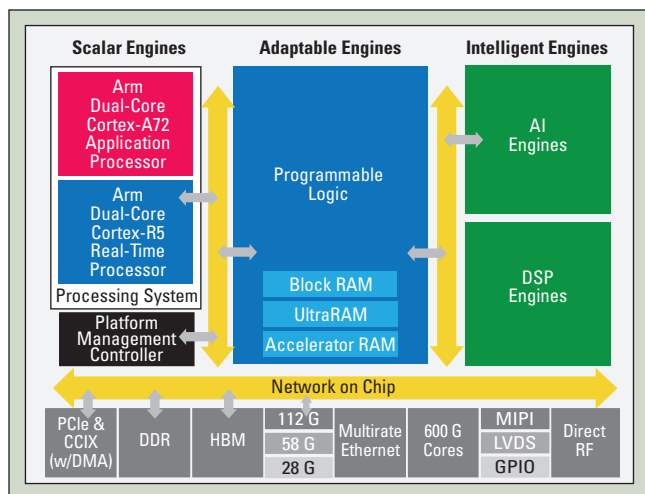 Scalar Engines
Adaptable Engines
Intelligent Engines
Arm
Dual-Core
Cortex-A72
Application
Processor
Arm
Dual-Core
Cortex-R5
Real-Time
Processor
Processing System
Platform
Management
Controller
Programmable
Logic
Block RAM
UltraRAM
Accelerator RAM
AI
Engines
DSP
Engines
Network on Chip
PCIe &
CCIX
(w/DMA)
DDR
HBM
112 G
58 G
28 G
Multirate
Ethernet
600 G
Cores
MIPI
LVDS
GPIO
Direct
RF